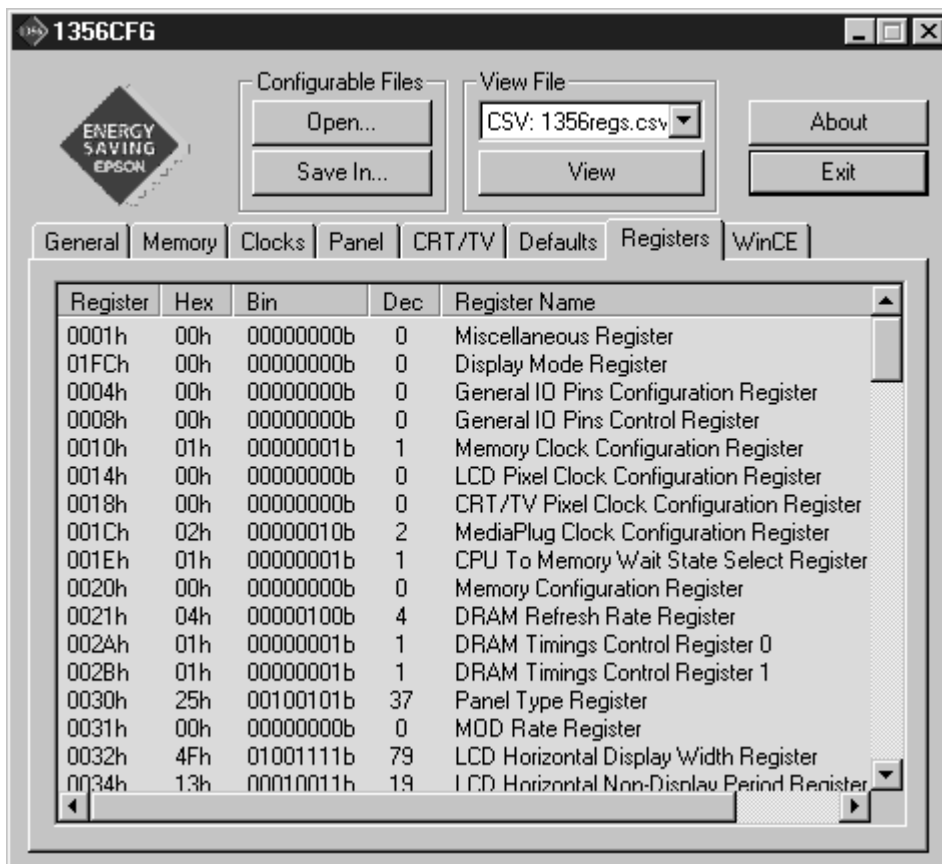 1356CFG
Configurable Files
View File
ENERGY
SAVING
EPSON
Open...
CSV: 1356regs.csv
About
Save In...
View
Exit
General Memory Clocks Panel CRT/TV Defaults Registers WinCE
Register Hex Bin Dec Register Name
0001h 00h 00000000b 0 Miscellaneous Register
01FCh 00h 00000000b 0 Display Mode Register
0004h 00h 00000000b 0 General IO Pins Configuration Register
0008h 00h 00000000b 0 General IO Pins Control Register
0010h 01h 00000001b 1 Memory Clock Configuration Register
0014h 00h 00000000b 0 LCD Pixel Clock Configuration Register
0018h 00h 00000000b 0 CRT/TV Pixel Clock Configuration Register
001Ch 02h 00000010b 2 MediaPlug Clock Configuration Register
001Eh 01h 00000001b 1 CPU To Memory Wait State Select Register
0020h 00h 00000000b 0 Memory Configuration Register
0021h 04h 00000100b 4 DRAM Refresh Rate Register
002Ah 01h 00000001b 1 DRAM Timings Control Register 0
002Bh 01h 00000001b 1 DRAM Timings Control Register 1
0030h 25h 00100101b 37 Panel Type Register
0031h 00h 00000000b 0 MOD Rate Register
0032h 4Fh 01001111b 79 LCD Horizontal Display Width Register
0034h 13h 00010011b 19 LCD Horizontal Non-Display Period Register